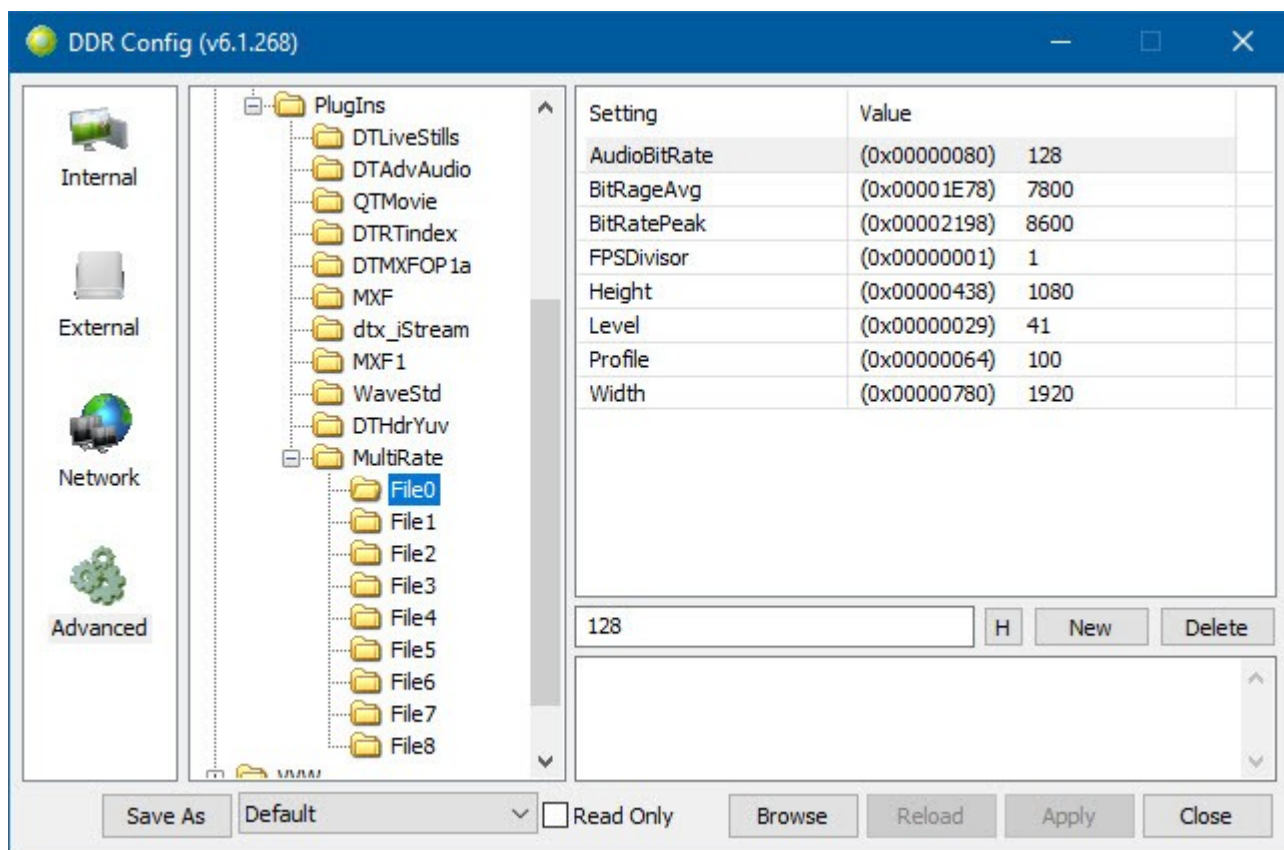 DDR Config (v6.1.268)
Internal
External
Network
Advanced
PlugIns
DTLiveStills
DTAdvAudio
QTMovie
DTRTindex
DTMXFOP1a
MXF
dtx_iStream
MXF1
WaveStd
DTHdrYuv
MultiRate
File0
File1
File2
File3
File4
File5
File6
File7
File8
Setting Value
AudioBitRate (0x00000080) 128
BitRageAvg (0x00001E78) 7800
BitRatePeak (0x00002198) 8600
FPSDivisor (0x00000001) 1
Height (0x00000438) 1080
Level (0x00000029) 41
Profile (0x00000064) 100
Width (0x00000780) 1920
128 H New Delete
Save As Default Read Only Browse Reload Apply Close